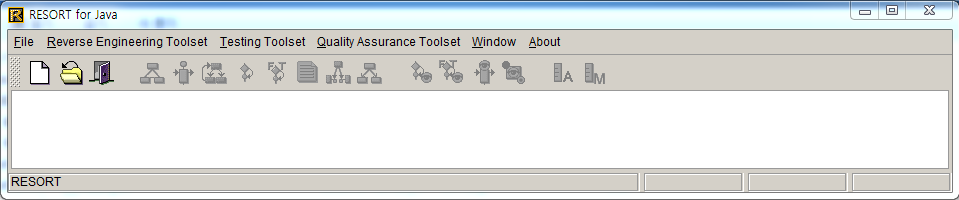 RESORT for Java
File Reverse Engineering Toolset Testing Toolset Quality Assurance Toolset Window About
F T F T A M
RESORT